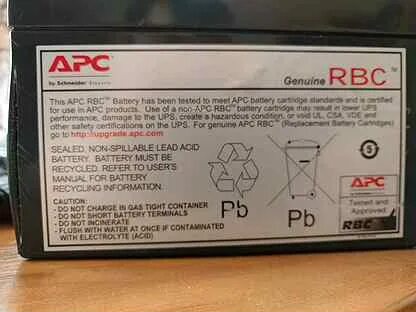 APC
by Schneider Electric
Genuine RBC™
This APC RBC™ Battery has been tested to meet APC battery cartridge standards and is certified
for use in APC products. Use of a non-APC RBC™ battery cartridge may result in lower UPS
performance, damage to the UPS, create a hazardous condition, or void UL, CSA, VDE and
other safety certifications on the UPS. For genuine APC RBC™ (Replacement Battery Cartridges)
go to http://upgrade.apc.com
SEALED, NON-SPILLABLE LEAD ACID
BATTERY. BATTERY MUST BE
RECYCLED. REFER TO USER'S
MANUAL FOR BATTERY
RECYCLING INFORMATION.
CAUTION:
- DO NOT CHARGE IN GAS TIGHT CONTAINER
- DO NOT SHORT BATTERY TERMINALS
- DO NOT INCINERATE
- FLUSH WITH WATER AT ONCE IF CONTAMINATED
WITH ELECTROLYTE (ACID)
Pb
Pb
APC
Tested and
Approved
RBC